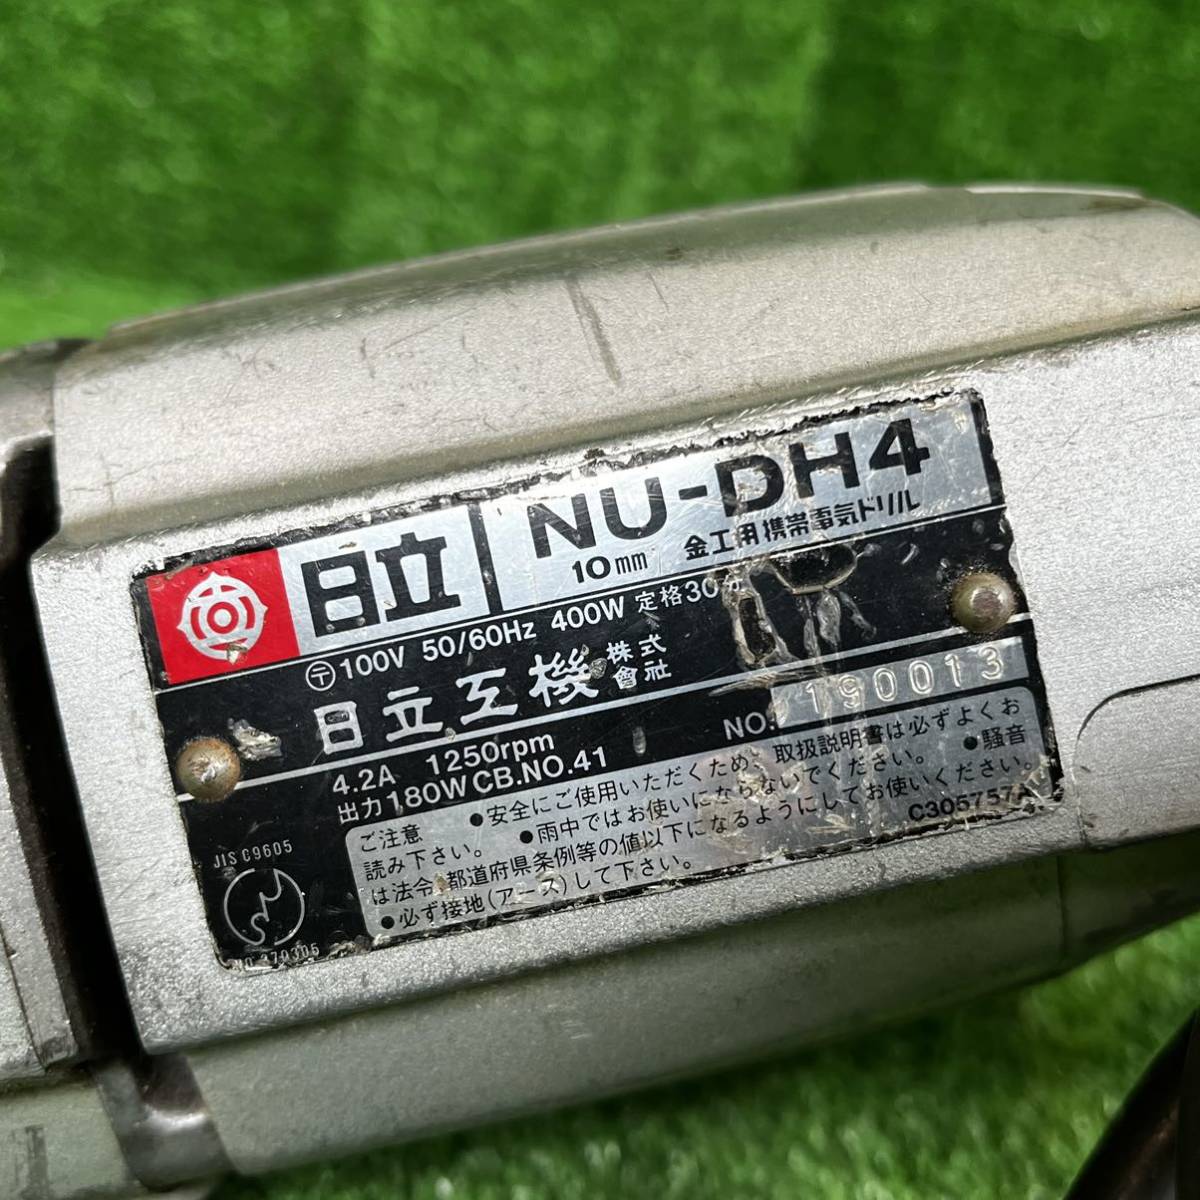 日立
NU-DH4
10mm 金工用携帯電気ドリル
〒100V 50/60Hz 400W 定格30分
日立工機株式會社
4.2A 1250rpm
出力180W CB.NO.41
NO. 190013
JIS C9605
ご注意 ●安全にご使用いただくため、取扱説明書は必ずよくお
読み下さい。 ●雨中ではお使いにならないでください。 ●騒音
は法令、都道府県条例等の値以下になるようにしてお使いください。
●必ず接地(アース)して下さい。
C305757A